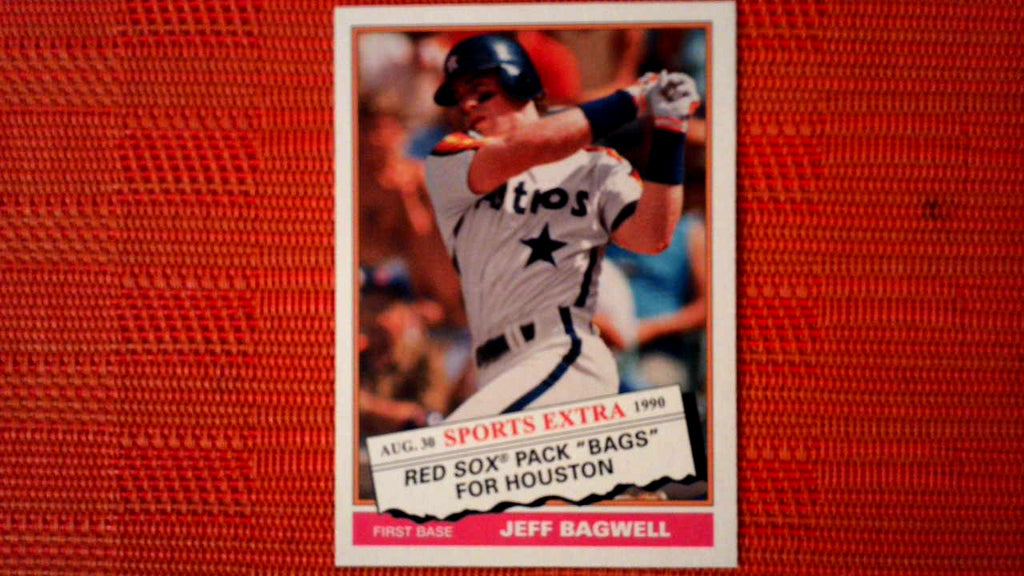 Astros
AUG. 30 SPORTS EXTRA 1990
RED SOX® PACK "BAGS"
FOR HOUSTON
FIRST BASE JEFF BAGWELL